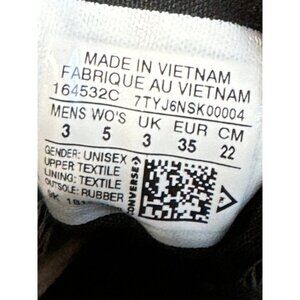 MADE IN VIETNAM
FABRIQUE AU VIETNAM
164532C 7TYJ6NSK00004
MENS WO'S UK EUR CM
3 5 3 35 22
GENDER: UNISEX
UPPER: TEXTILE
LINING: TEXTILE
OUTSOLE: RUBBER
CONVERSE